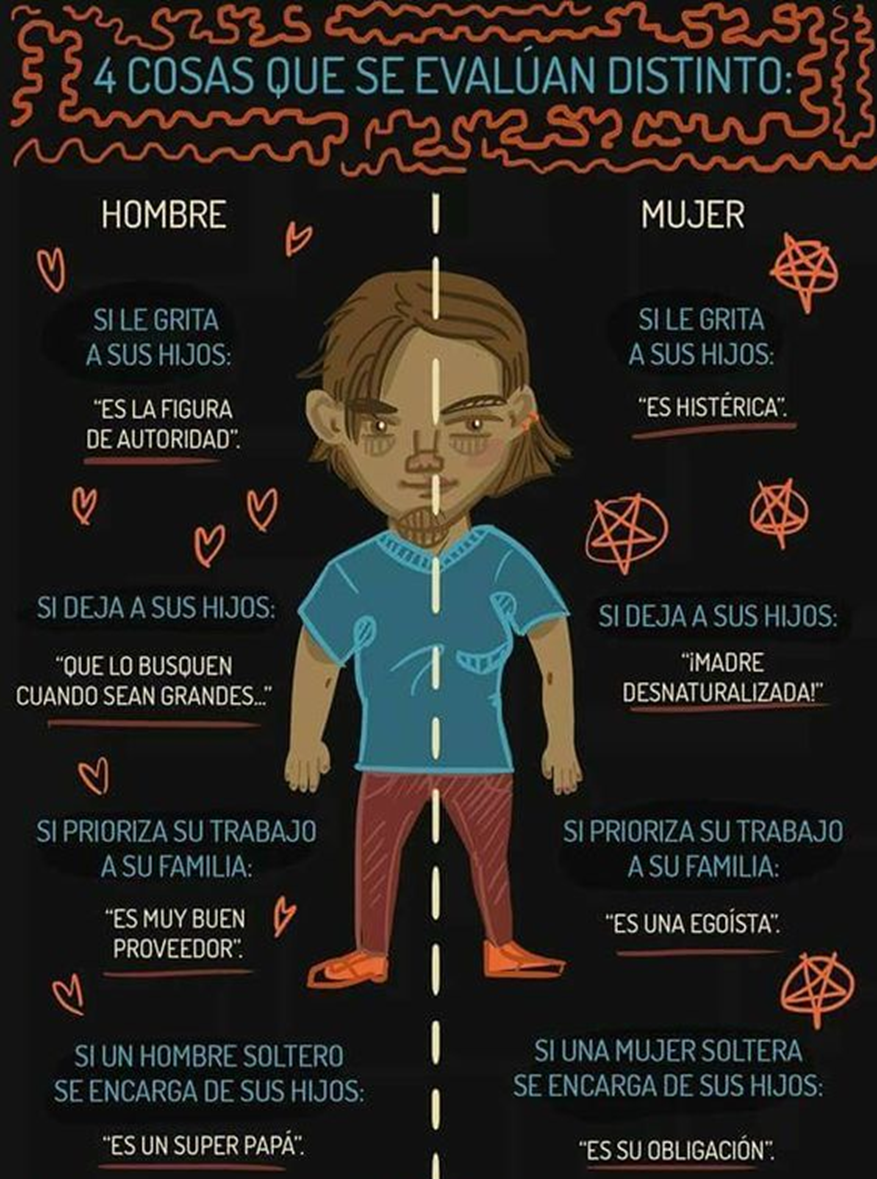 4 COSAS QUE SE EVALÚAN DISTINTO:
HOMBRE
SI LE GRITA
A SUS HIJOS:
“ES LA FIGURA
DE AUTORIDAD”.
SI DEJA A SUS HIJOS:
“QUE LO BUSQUEN
CUANDO SEAN GRANDES...”
SI PRIORIZA SU TRABAJO
A SU FAMILIA:
“ES MUY BUEN
PROVEEDOR”.
SI UN HOMBRE SOLTERO
SE ENCARGA DE SUS HIJOS:
“ES UN SUPER PAPÁ”.
MUJER
SI LE GRITA
A SUS HIJOS:
“ES HISTÉRICA”.
SI DEJA A SUS HIJOS:
“¡MADRE
DESNATURALIZADA!”
SI PRIORIZA SU TRABAJO
A SU FAMILIA:
“ES UNA EGOÍSTA”.
SI UNA MUJER SOLTERA
SE ENCARGA DE SUS HIJOS:
“ES SU OBLIGACIÓN”.